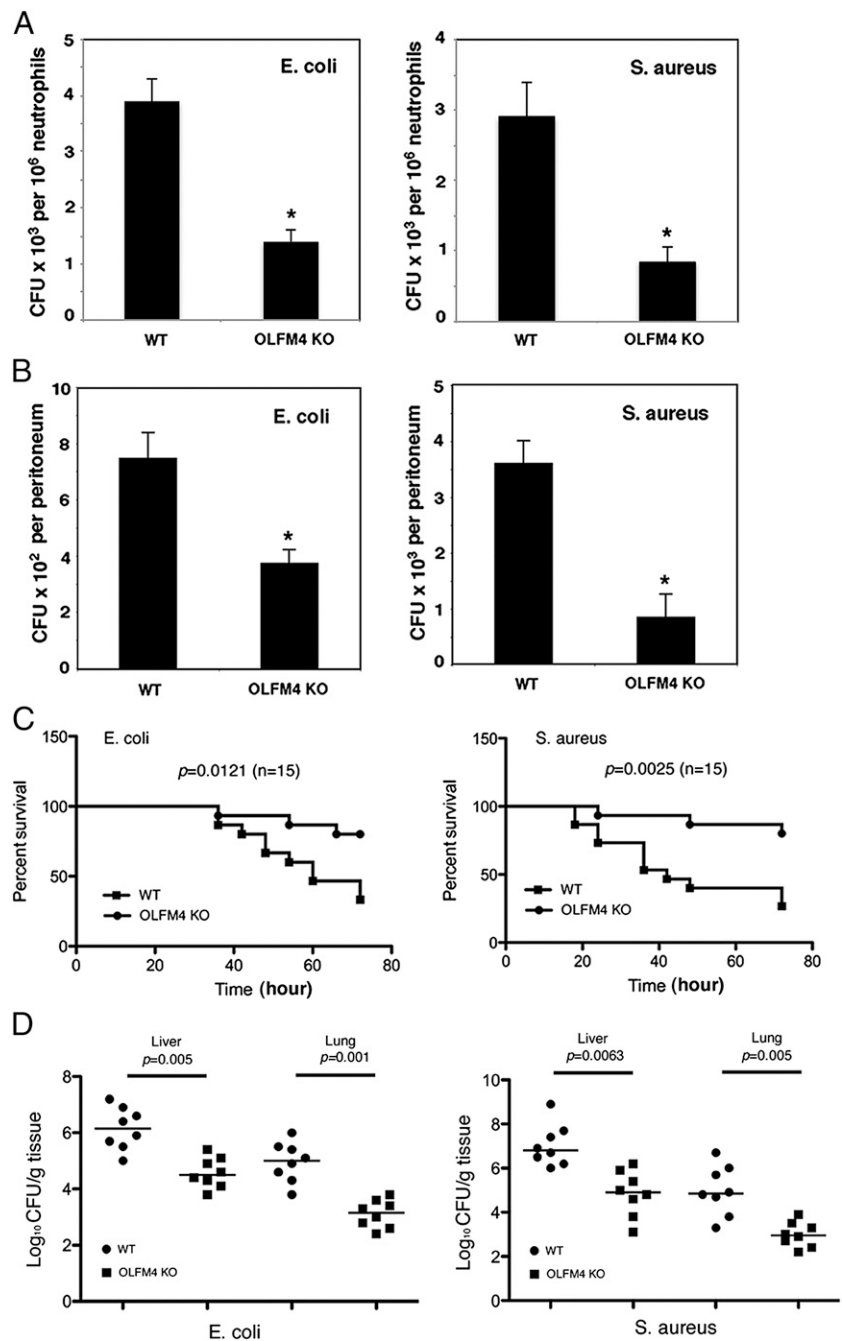 A
E. coli
CFU x 10³ per 10⁶ neutrophils
5
4
3
2
1
0
*
WT
OLFM4 KO
S. aureus
CFU x 10³ per 10⁶ neutrophils
4
3
2
1
0
*
WT
OLFM4 KO
B
E. coli
CFU x 10² per peritoneum
10
8
6
4
2
0
*
WT
OLFM4 KO
S. aureus
CFU x 10³ per peritoneum
5
4
3
2
1
0
*
WT
OLFM4 KO
C
E. coli
p=0.0121 (n=15)
Percent survival
150
100
50
0
WT
OLFM4 KO
0 20 40 60 80
Time (hour)
S. aureus
p=0.0025 (n=15)
Percent survival
150
100
50
0
WT
OLFM4 KO
0 20 40 60 80
Time (hour)
D
Liver
p=0.005
Lung
p=0.001
Log₁₀ CFU/g tissue
8
6
4
2
0
WT
OLFM4 KO
E. coli
Liver
p=0.0063
Lung
p=0.005
Log₁₀ CFU/g tissue
10
8
6
4
2
0
WT
OLFM4 KO
S. aureus